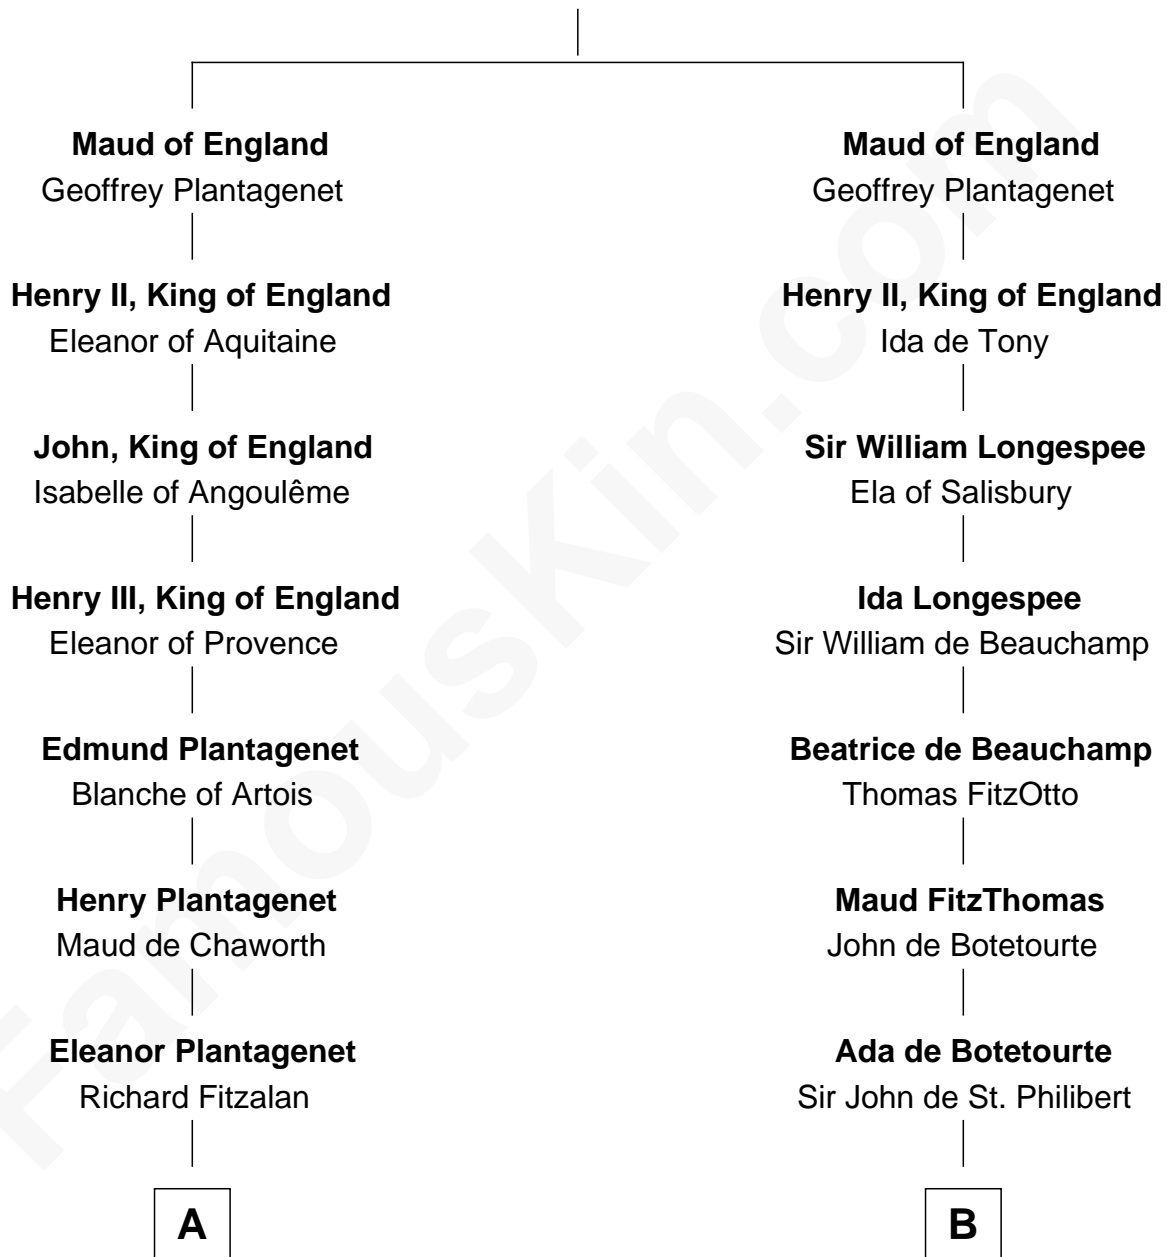 Maud of England
Geoffrey Plantagenet
Henry II, King of England
Eleanor of Aquitaine
John, King of England
Isabelle of Angoulême
Henry III, King of England
Eleanor of Provence
Edmund Plantagenet
Blanche of Artois
Henry Plantagenet
Maud de Chaworth
Eleanor Plantagenet
Richard Fitzalan
A
Maud of England
Geoffrey Plantagenet
Henry II, King of England
Ida de Tony
Sir William Longespee
Ela of Salisbury
Ida Longespee
Sir William de Beauchamp
Beatrice de Beauchamp
Thomas FitzOtto
Maud FitzThomas
John de Botetourte
Ada de Botetourte
Sir John de St. Philibert
B
FamousKin.com